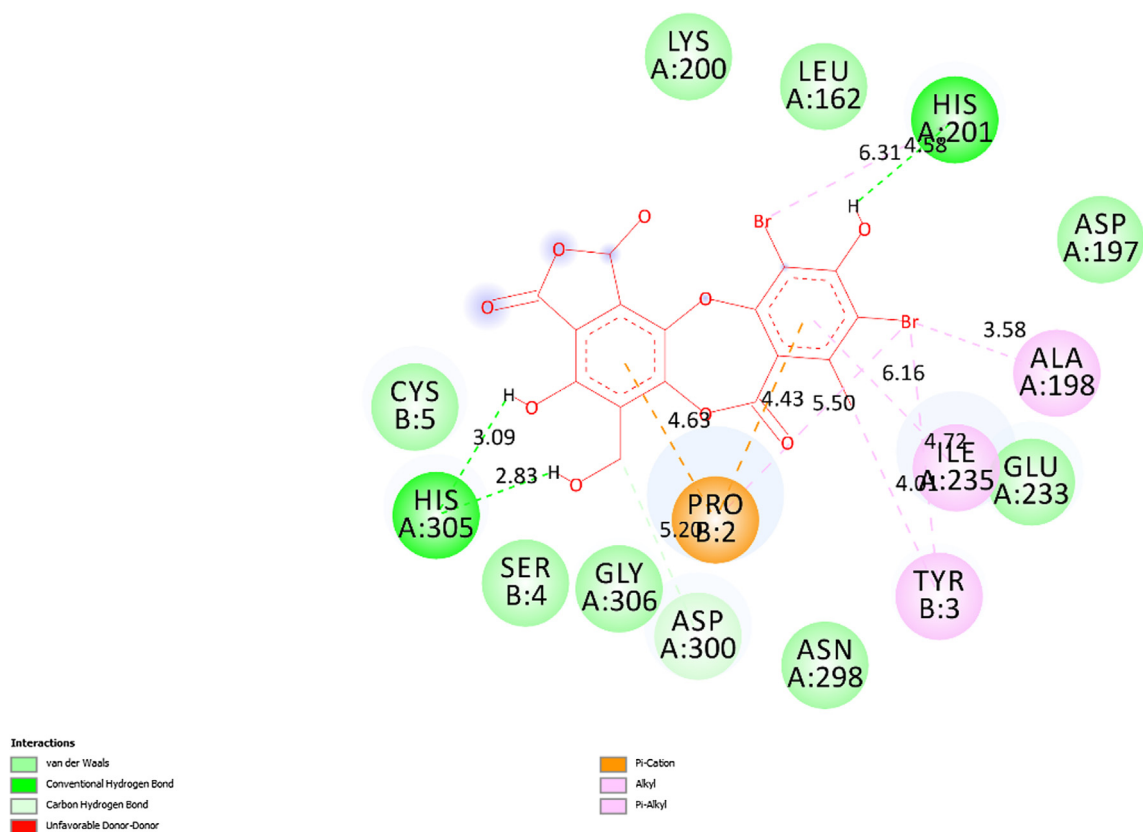 LYS
A:200
LEU
A:162
HIS
A:201
4.58
6.31
H
O
Br
O
ASP
A:197
O
O
O
Br
3.58
ALA
A:198
6.16
CYS
B:5
H
O
4.63
O
4.43
5.50
O
3.09
4.72
ILE
A:235
GLU
A:233
2.83
H
O
4.01
HIS
A:305
PRO
B:2
5.20
SER
B:4
GLY
A:306
ASP
A:300
TYR
B:3
ASN
A:298
Interactions
van der Waals
Conventional Hydrogen Bond
Carbon Hydrogen Bond
Unfavorable Donor-Donor
Pi-Cation
Alkyl
Pi-Alkyl